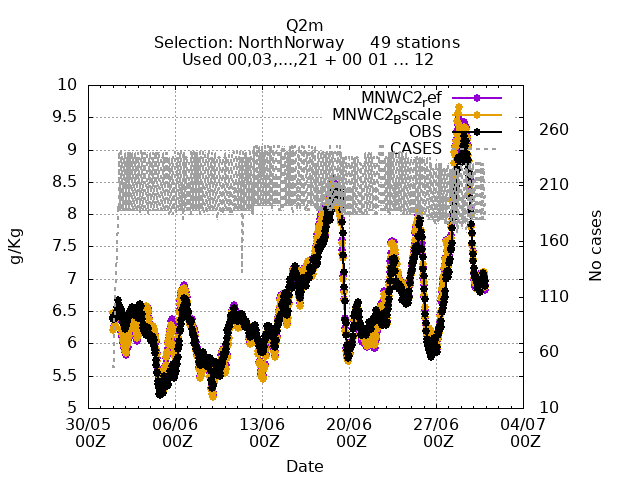 Q2m
Selection: NorthNorway 49 stations
Used 00,03,...,21 + 00 01 ... 12
MNWC2_ref
MNWC2_Bscale
OBS
CASES
g/Kg
10
9.5
9
8.5
8
7.5
7
6.5
6
5.5
5
260
210
160
110
60
10
No cases
30/05 06/06 13/06 20/06 27/06 04/07
00Z 00Z 00Z 00Z 00Z 00Z
Date